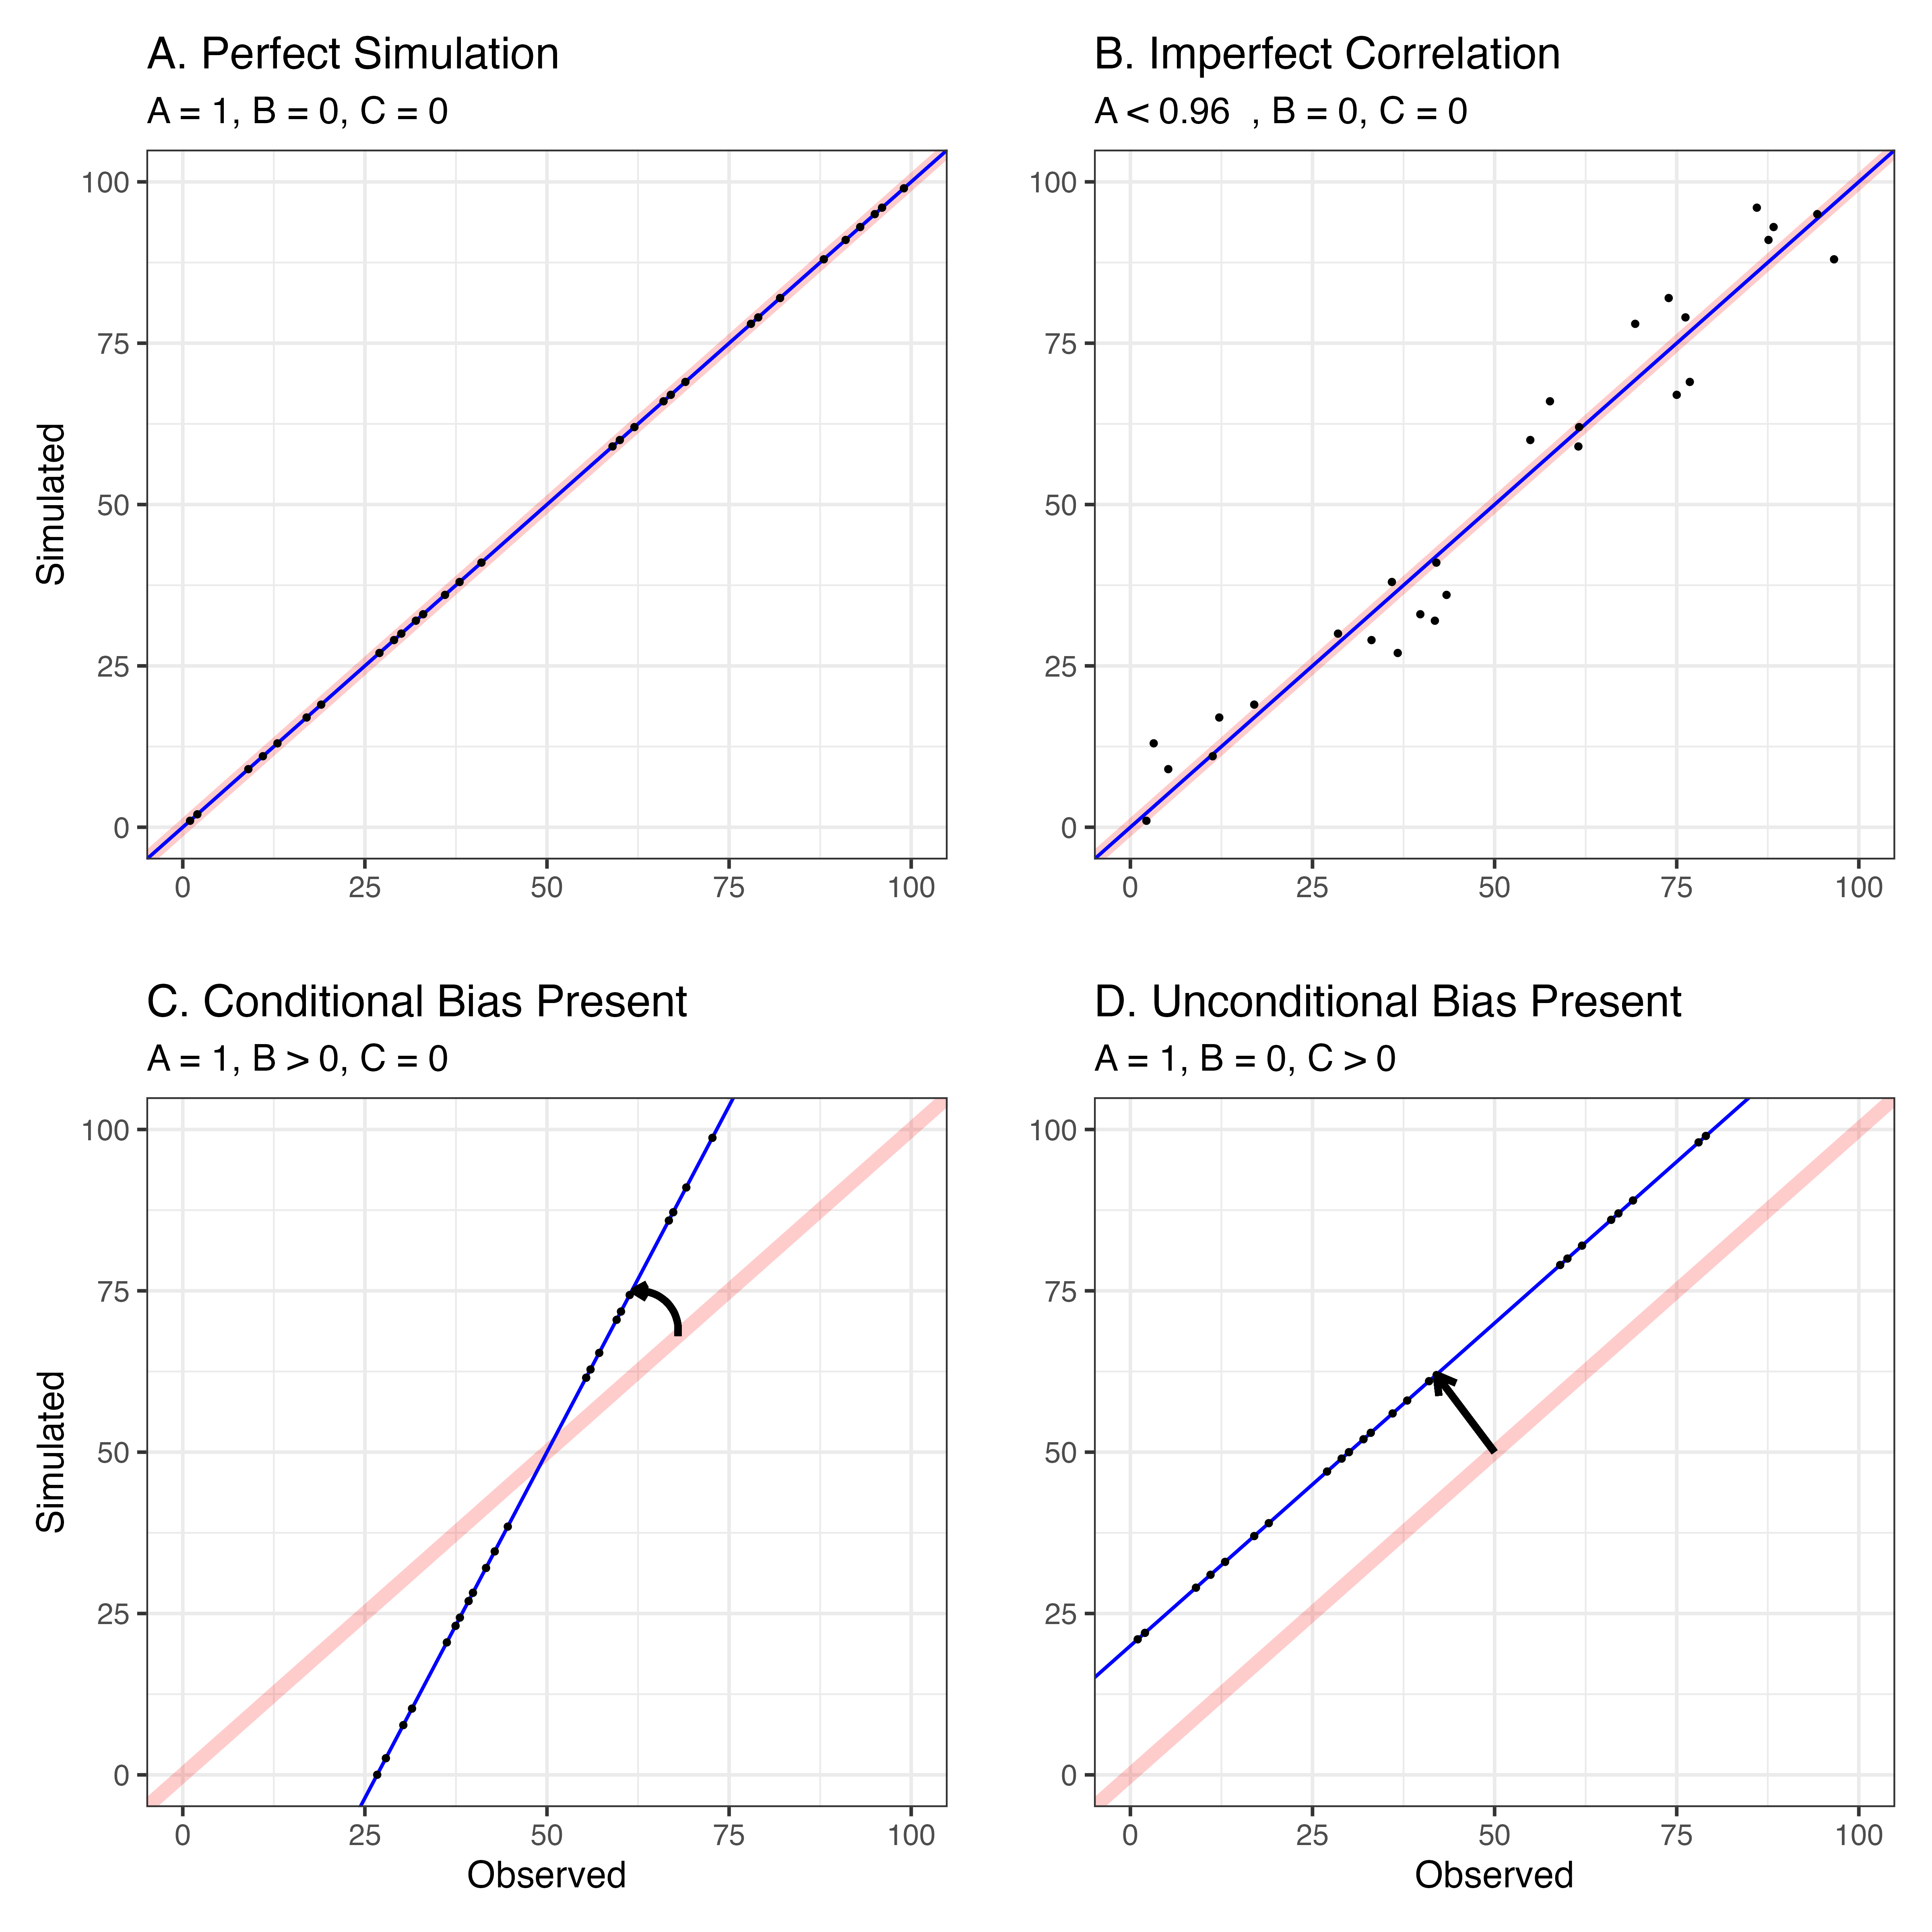 A. Perfect Simulation
A = 1, B = 0, C = 0
100
75
50
25
0
Simulated
0 25 50 75 100
B. Imperfect Correlation
A < 0.96 , B = 0, C = 0
100
75
50
25
0
0 25 50 75 100
C. Conditional Bias Present
A = 1, B > 0, C = 0
100
75
50
25
0
Simulated
0 25 50 75 100
Observed
D. Unconditional Bias Present
A = 1, B = 0, C > 0
100
75
50
25
0
0 25 50 75 100
Observed